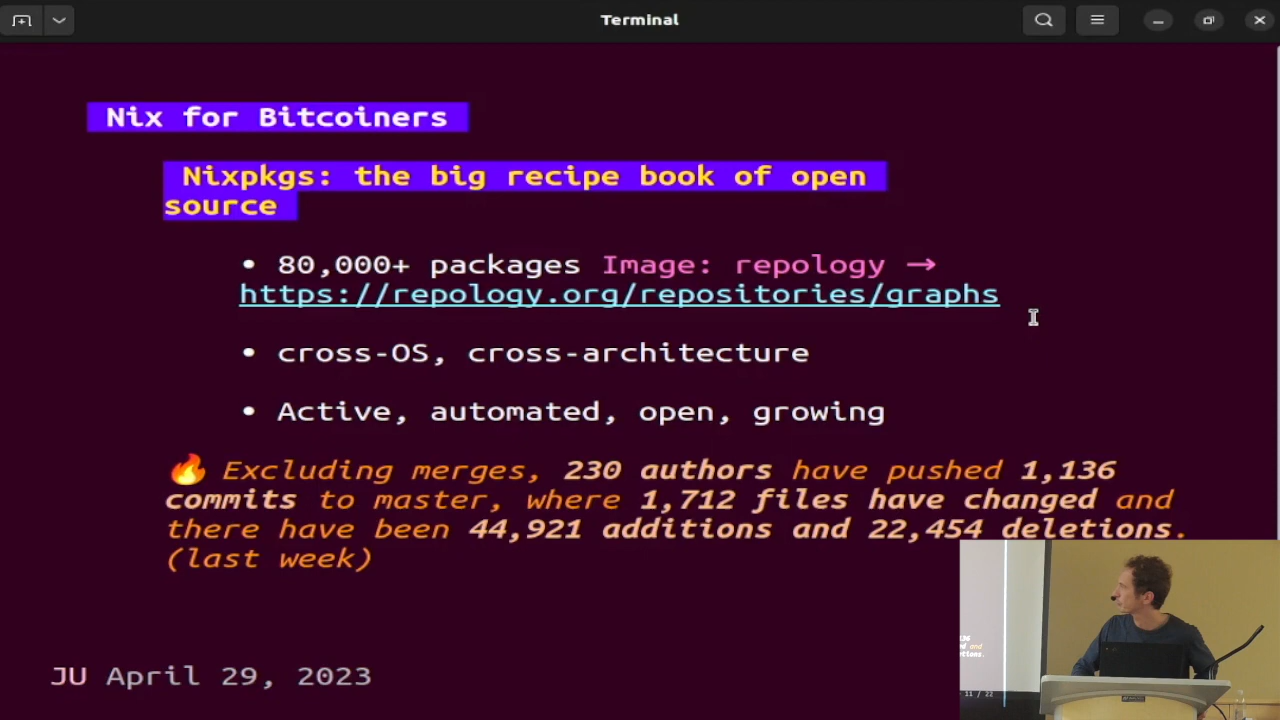 Terminal
Nix for Bitcoiners
Nixpkgs: the big recipe book of open
source
• 80,000+ packages Image: repology →
https://repology.org/repositories/graphs
• cross-OS, cross-architecture
• Active, automated, open, growing
🔥 Excluding merges, 230 authors have pushed 1,136
commits to master, where 1,712 files have changed and
there have been 44,921 additions and 22,454 deletions.
(last week)
JU April 29, 2023
11 / 22